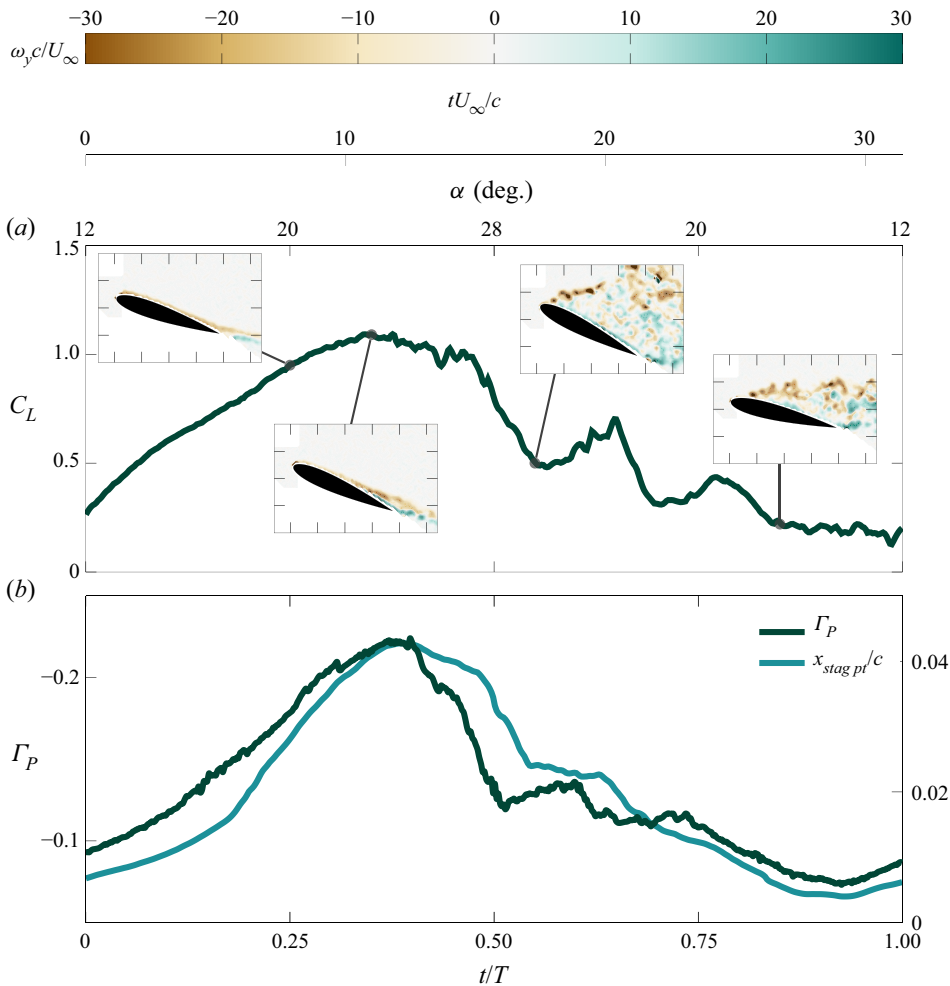 −30 −20 −10 0 10 20 30
ω_y c/U_∞
tU_∞/c
0 10 20 30
α (deg.)
(a) 12 20 28 20 12
1.5
1.0
C_L
0.5
0
(b)
Γ_P
x_stag pt/c
−0.2 0.04
Γ_P
0.02
−0.1
0
0 0.25 0.50 0.75 1.00
t/T